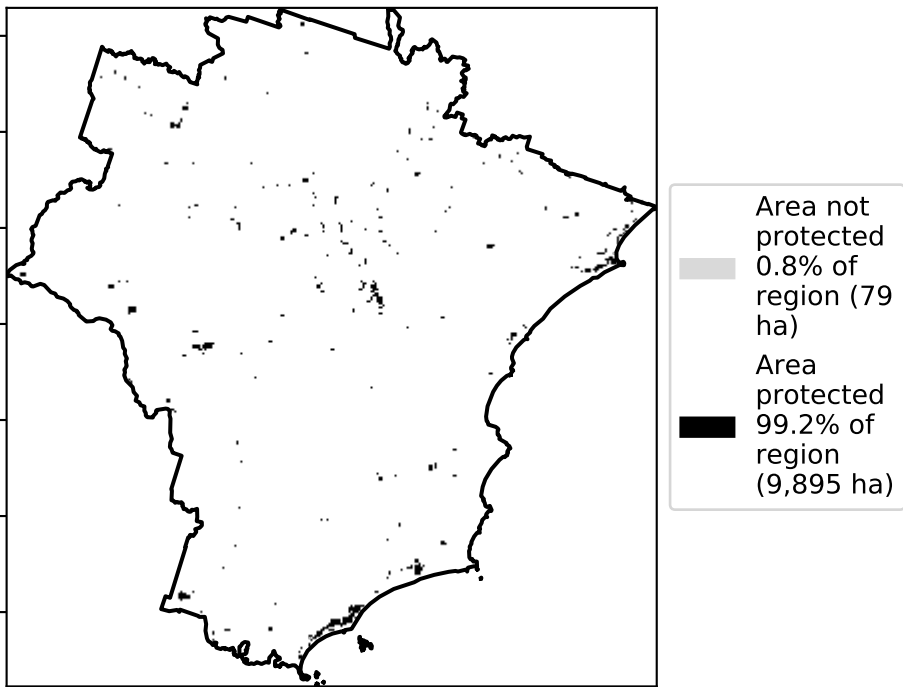 Area not
protected
0.8% of
region (79
ha)
Area
protected
99.2% of
region
(9,895 ha)